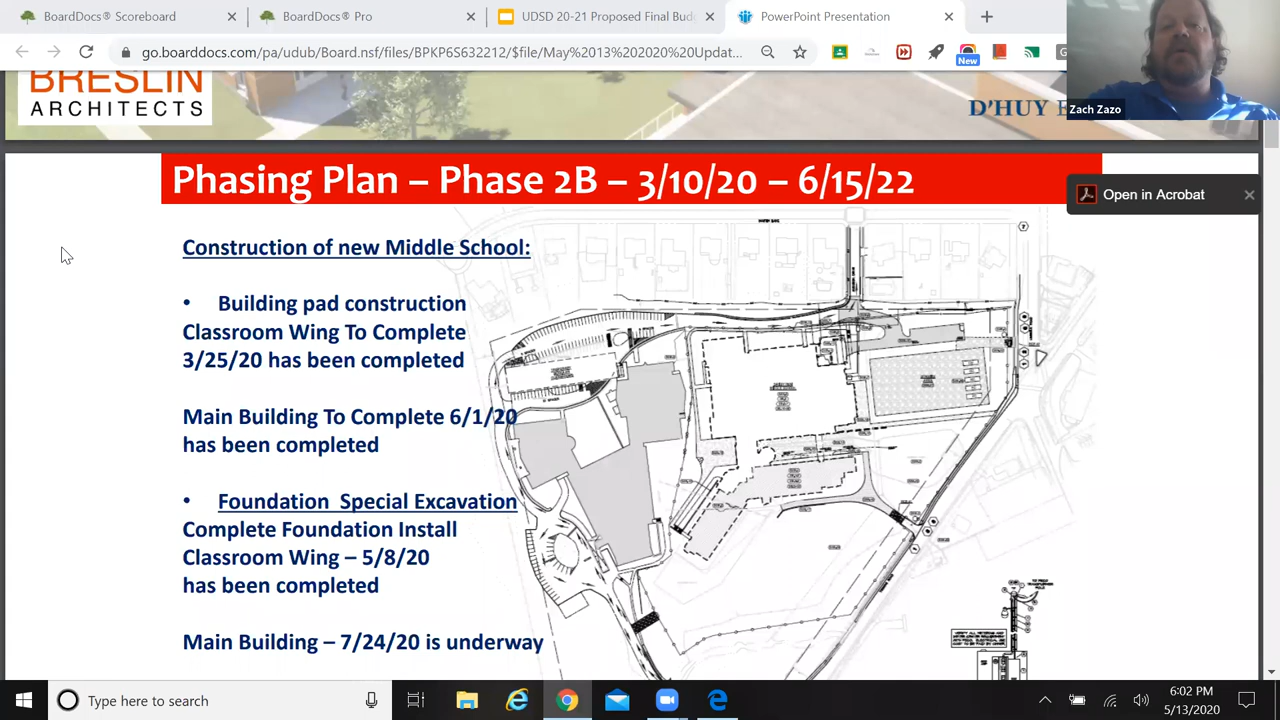 BoardDocs® Scoreboard
BoardDocs® Pro
UDSD 20-21 Proposed Final Bud
PowerPoint Presentation
go.boarddocs.com/pa/udub/Board.nsf/files/BPKP6S632212/$file/May%2013%202020%20Updat...
New
BRESLIN
ARCHITECTS
D'HUY E
Zach Zazo
Phasing Plan – Phase 2B – 3/10/20 – 6/15/22
Open in Acrobat
Construction of new Middle School:
• Building pad construction
Classroom Wing To Complete
3/25/20 has been completed
Main Building To Complete 6/1/20
has been completed
• Foundation Special Excavation
Complete Foundation Install
Classroom Wing – 5/8/20
has been completed
Main Building – 7/24/20 is underway
Type here to search
6:02 PM
5/13/2020